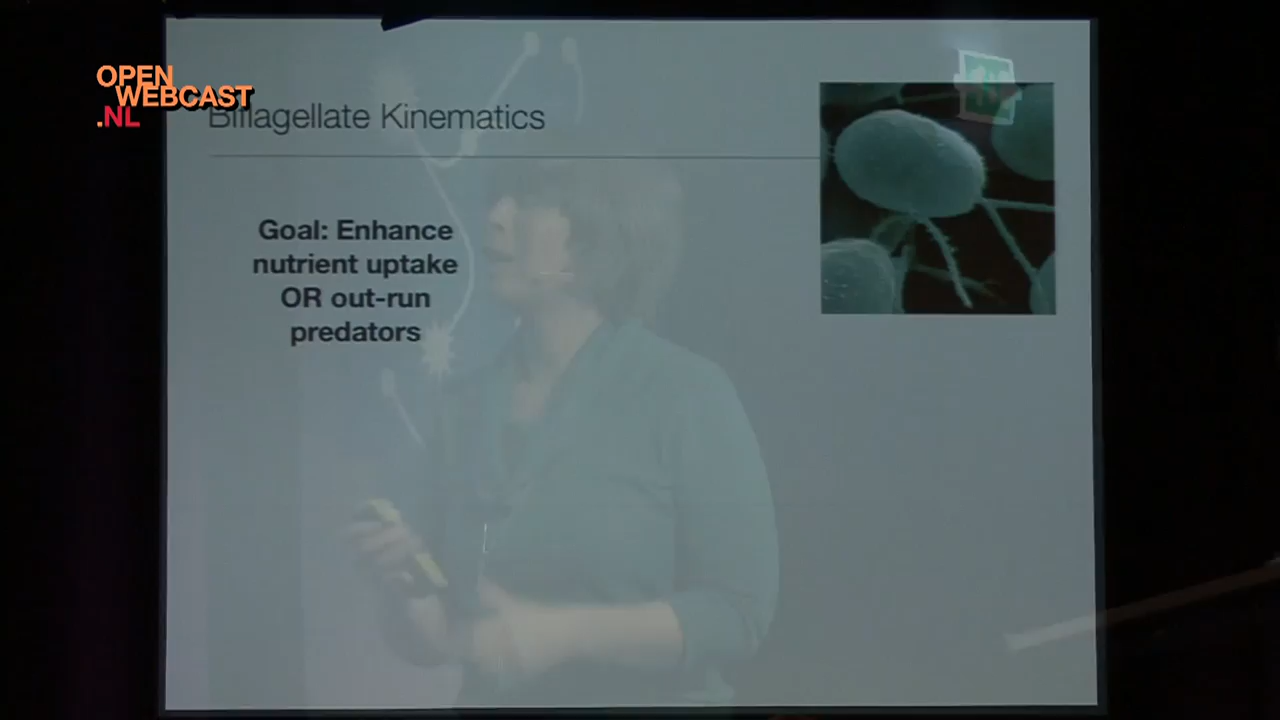 OPEN
WEBCAST
.NL
Biflagellate Kinematics
Goal: Enhance
nutrient uptake
OR out-run
predators